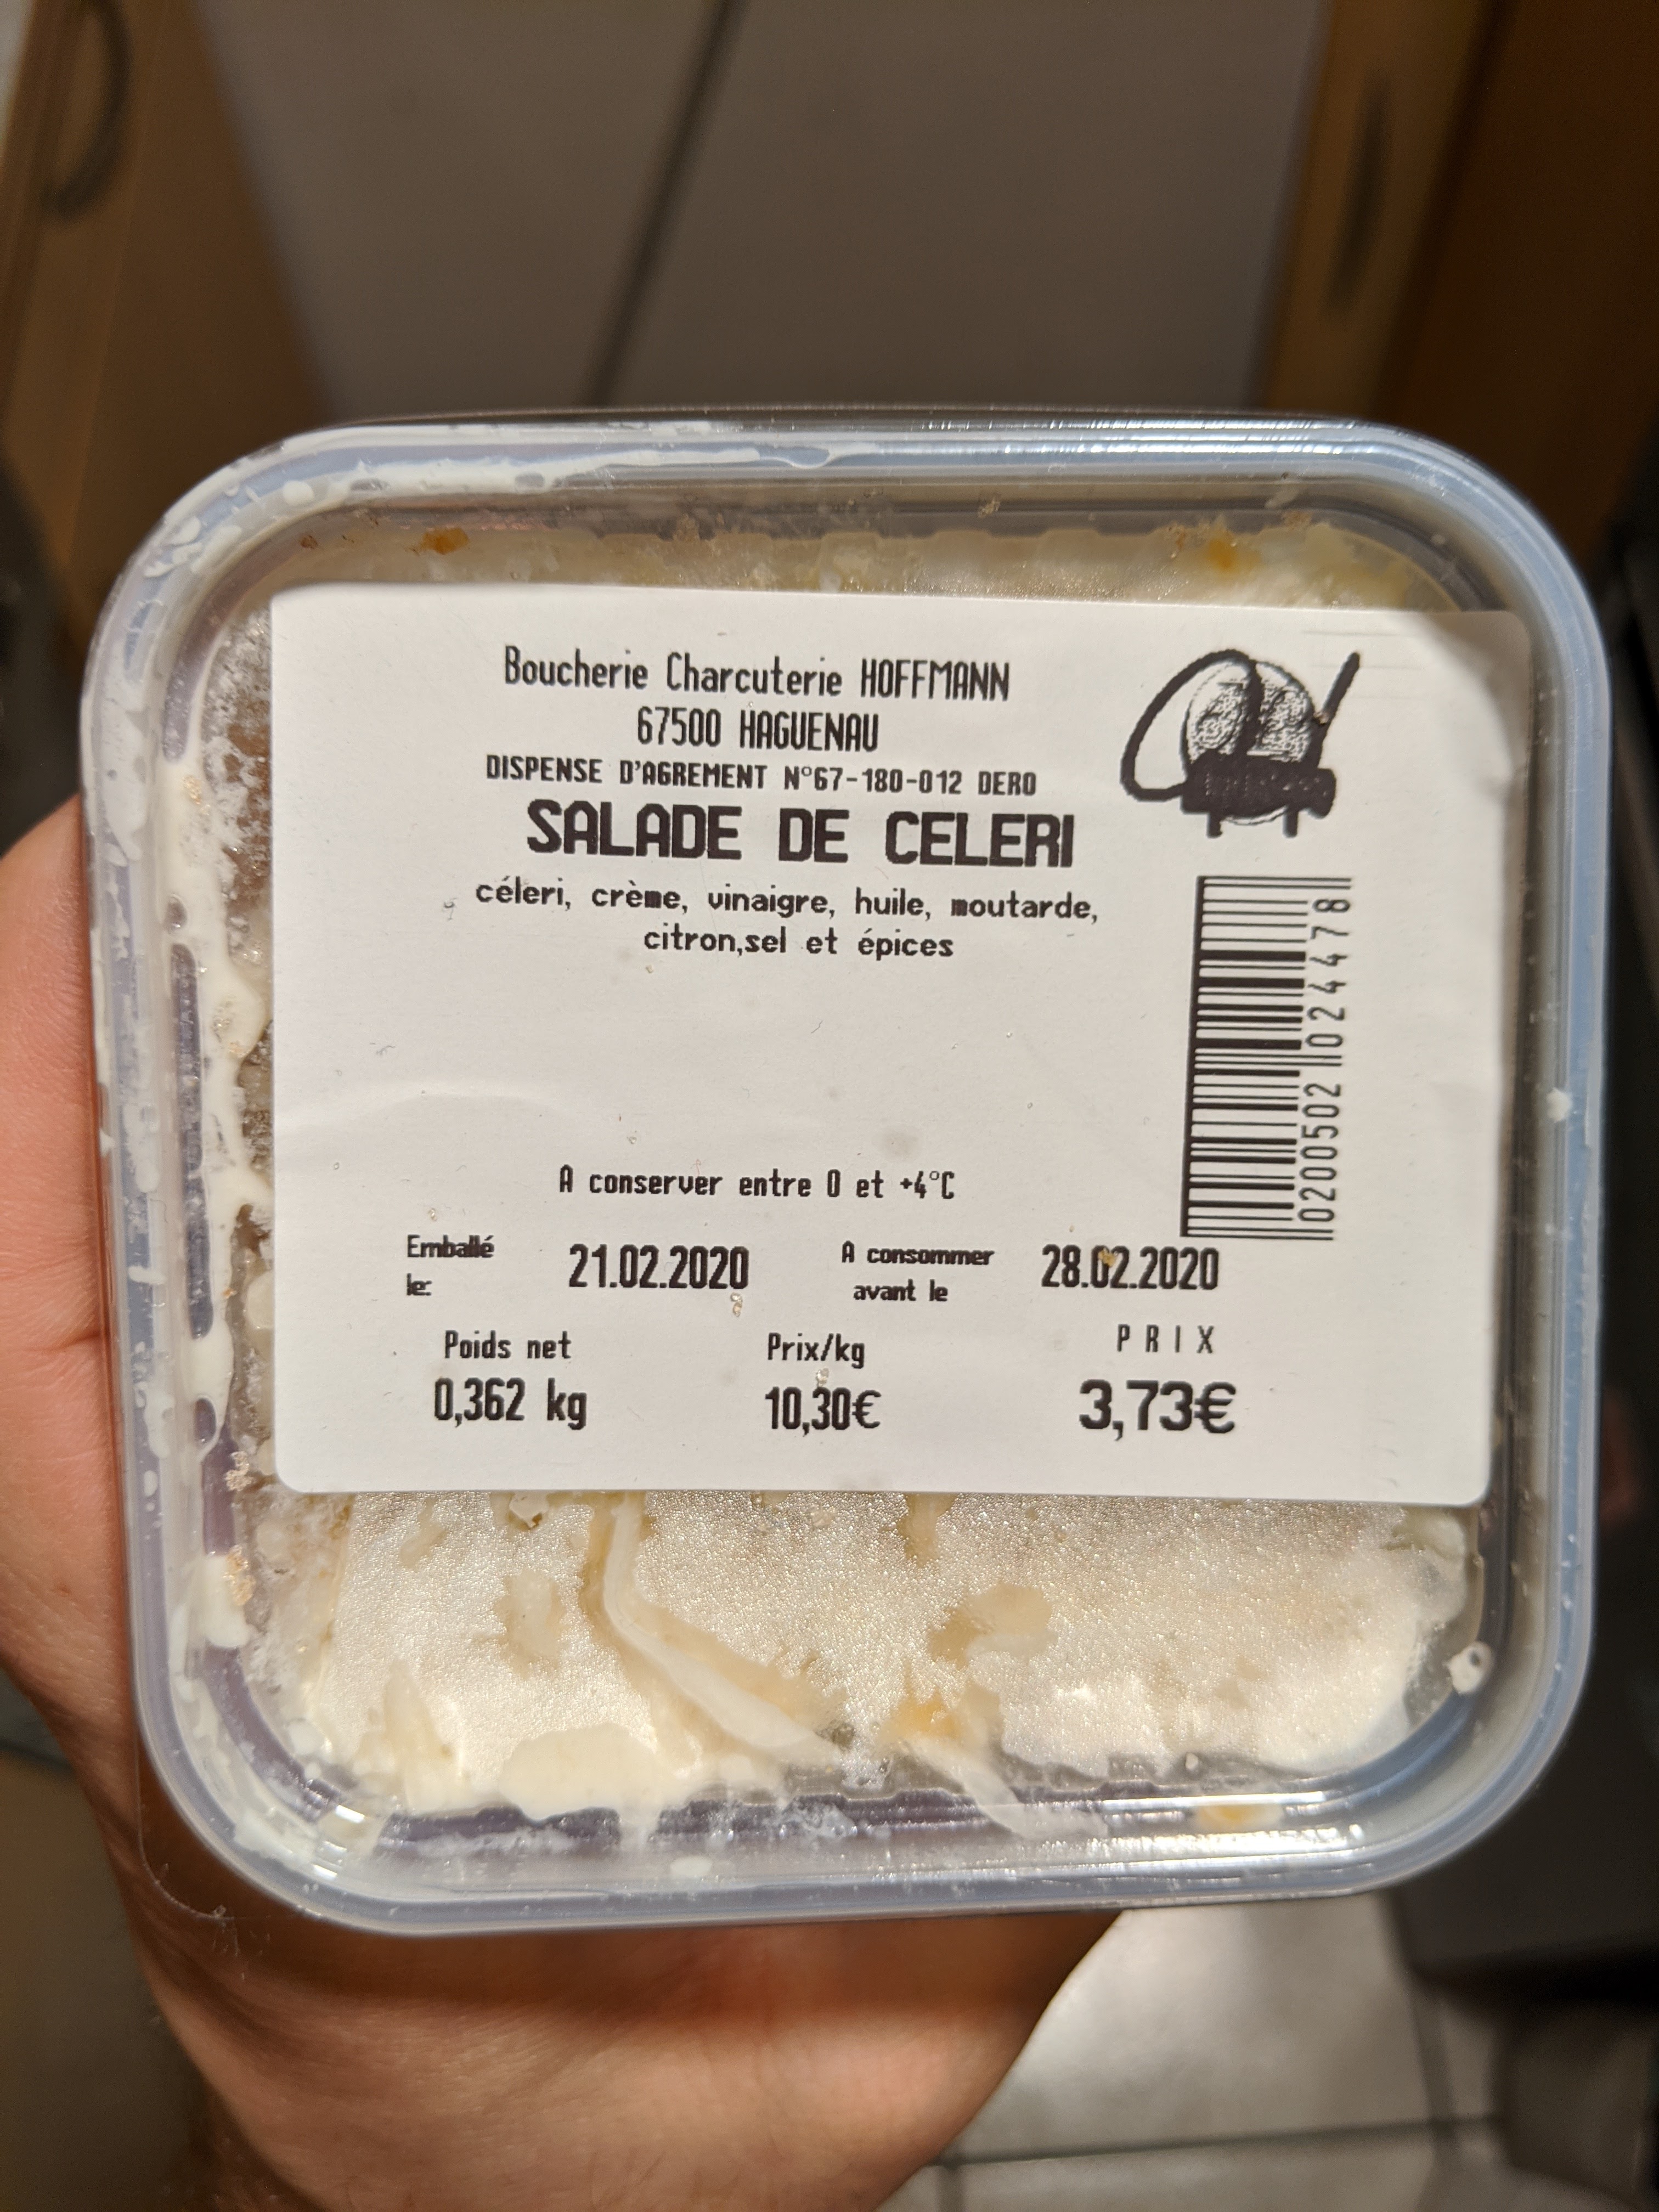 Boucherie Charcuterie HOFFMANN
67500 HAGUENAU
DISPENSE D'AGREMENT N°67-180-012 DERO
SALADE DE CELERI
céleri, crème, vinaigre, huile, moutarde,
citron,sel et épices
0200502 024478
A conserver entre 0 et +4°C
Emballé le: 21.02.2020 A consommer avant le 28.02.2020
Poids net Prix/kg PRIX
0,362 kg 10,30€ 3,73€